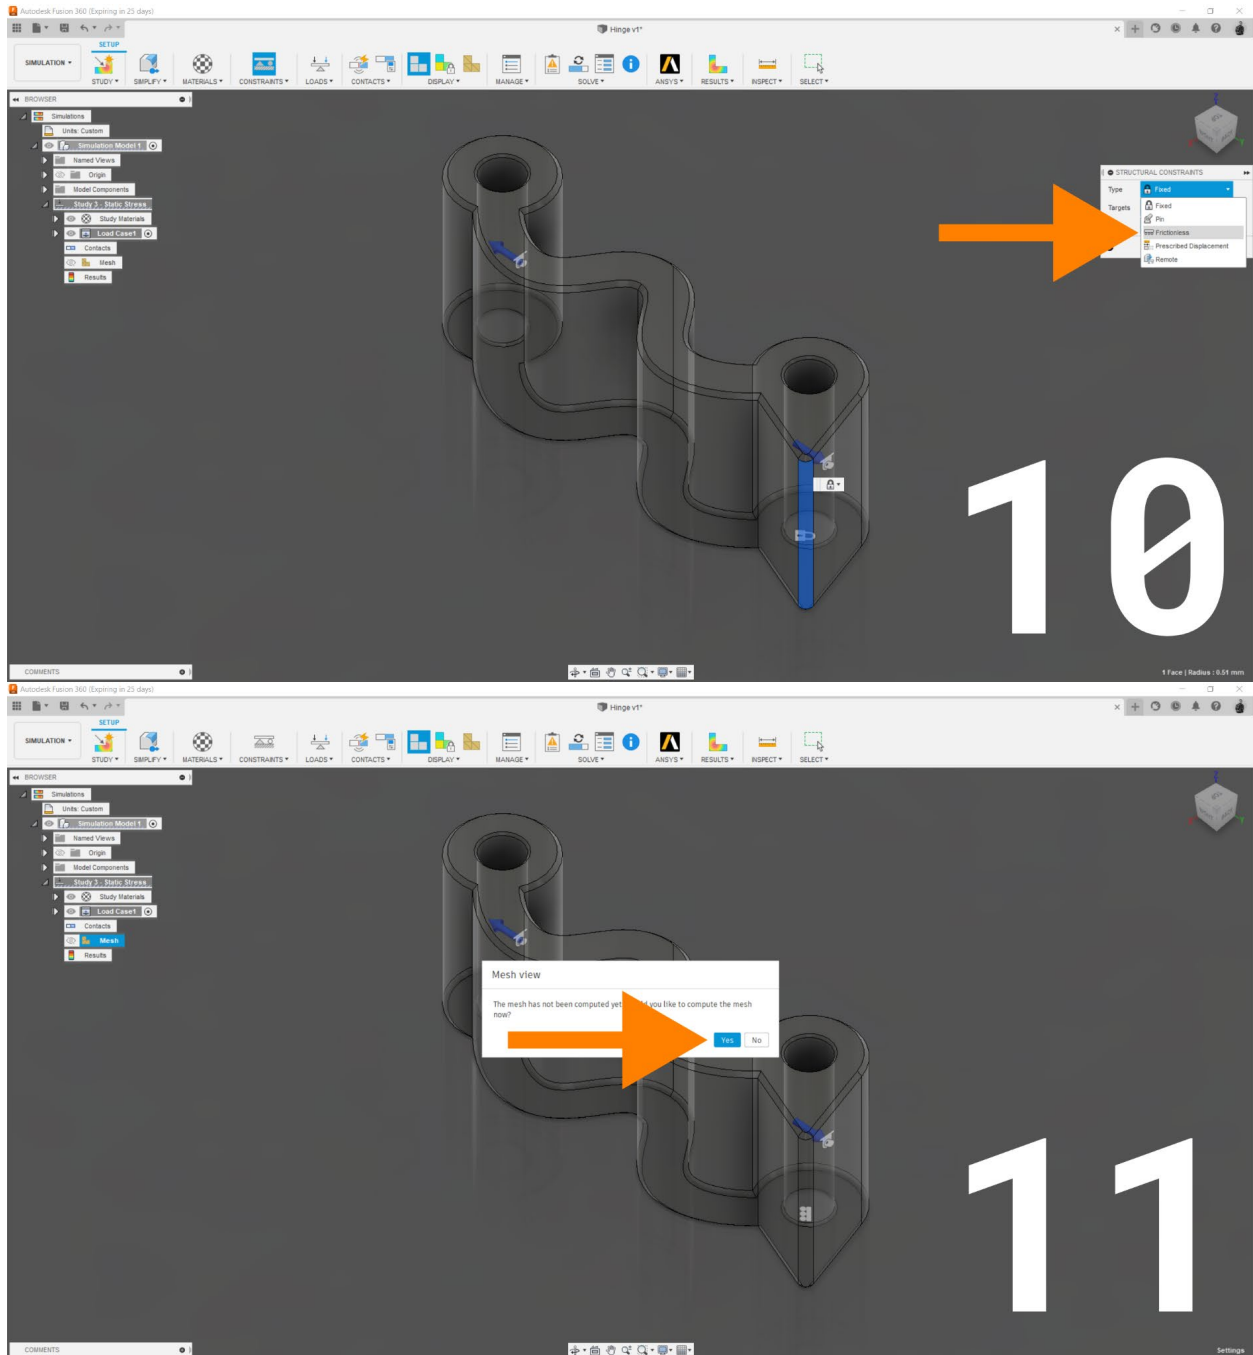 Autodesk Fusion 360 (Expiring in 25 days)
Hinge v1*
SETUP
SIMULATION
STUDY SIMPLIFY MATERIALS CONSTRAINTS LOADS CONTACTS DISPLAY MANAGE SOLVE ANSYS RESULTS INSPECT SELECT
BROWSER
Simulations
Units: Custom
Simulation Model 1
Named Views
Origin
Model Components
Study 3 - Static Stress
Study Materials
Load Case1
Contacts
Mesh
Results
STRUCTURAL CONSTRAINTS
Type Fixed
Targets Fixed
Pin
Frictionless
Prescribed Displacement
Remote
10
COMMENTS
1 Face | Radius : 0.51 mm
Autodesk Fusion 360 (Expiring in 25 days)
Hinge v1*
SETUP
SIMULATION
STUDY SIMPLIFY MATERIALS CONSTRAINTS LOADS CONTACTS DISPLAY MANAGE SOLVE ANSYS RESULTS INSPECT SELECT
BROWSER
Simulations
Units: Custom
Simulation Model 1
Named Views
Origin
Model Components
Study 3 - Static Stress
Study Materials
Load Case1
Contacts
Mesh
Results
Mesh view
The mesh has not been computed yet you like to compute the mesh
now?
Yes No
11
COMMENTS
Settings